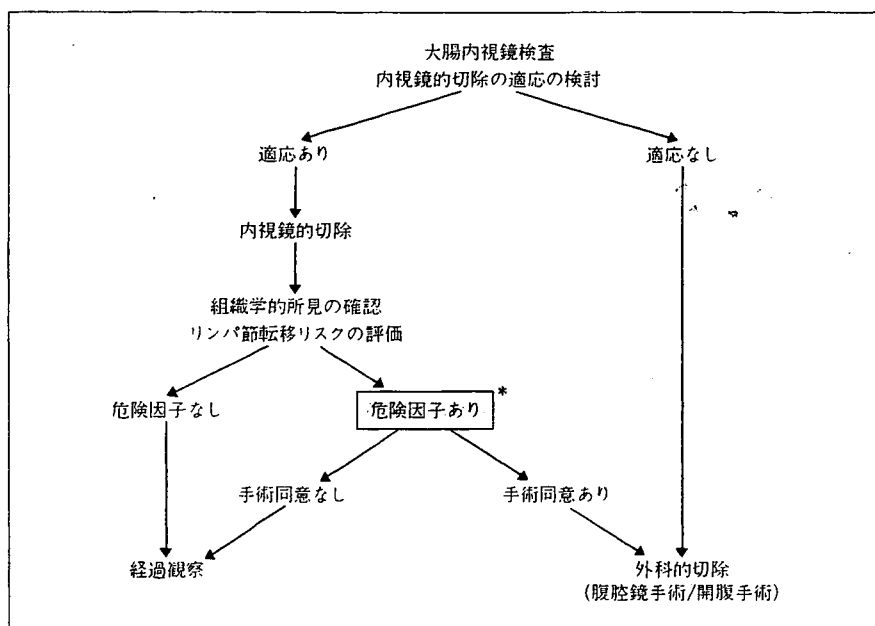 大腸内視鏡検査
内視鏡的切除の適応の検討
適応あり
適応なし
内視鏡的切除
組織学的所見の確認
リンパ節転移リスクの評価
危険因子なし
危険因子あり*
手術同意なし
手術同意あり
経過観察
外科的切除
(腹腔鏡手術/開腹手術)